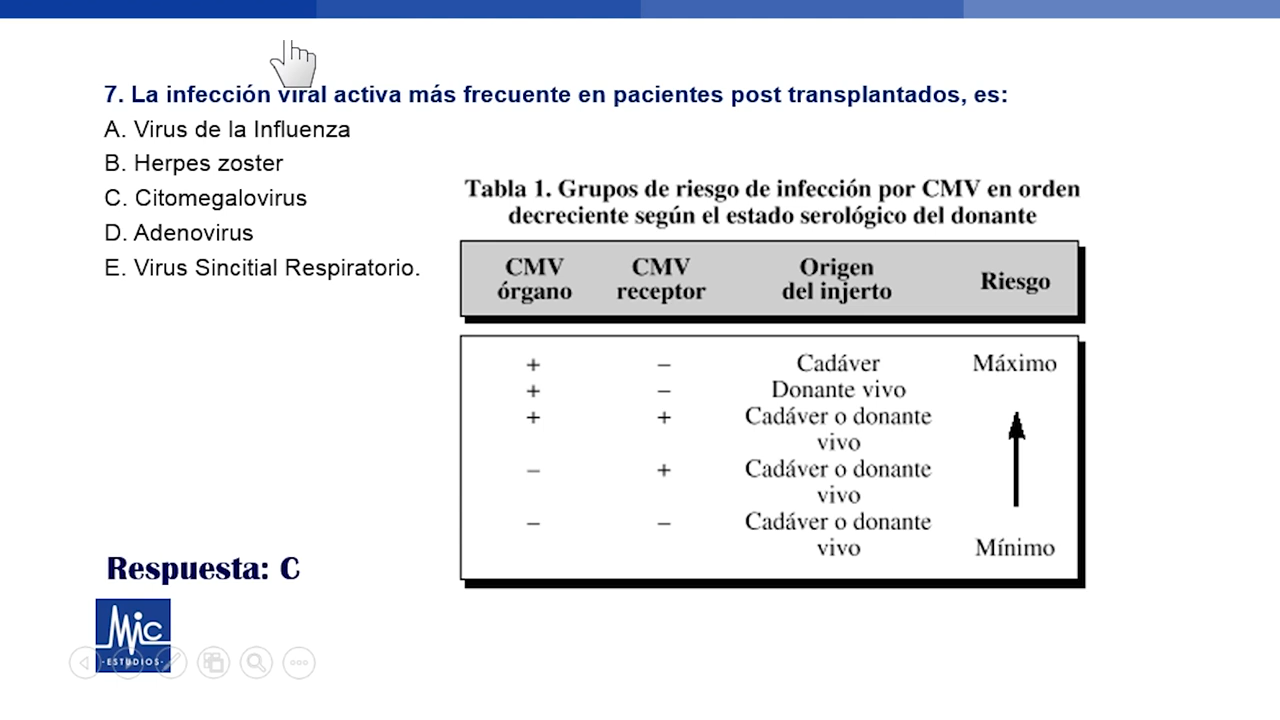 7. La infección viral activa más frecuente en pacientes post transplantados, es:
A. Virus de la Influenza
B. Herpes zoster
C. Citomegalovirus
D. Adenovirus
E. Virus Sincitial Respiratorio.
Tabla 1. Grupos de riesgo de infección por CMV en orden
decreciente según el estado serológico del donante
CMV órgano CMV receptor Origen del injerto Riesgo
+ – Cadáver Máximo
+ – Donante vivo
+ + Cadáver o donante
vivo
– + Cadáver o donante
vivo
– – Cadáver o donante
vivo Mínimo
Respuesta: C
Mic
-ESTUDIOS-